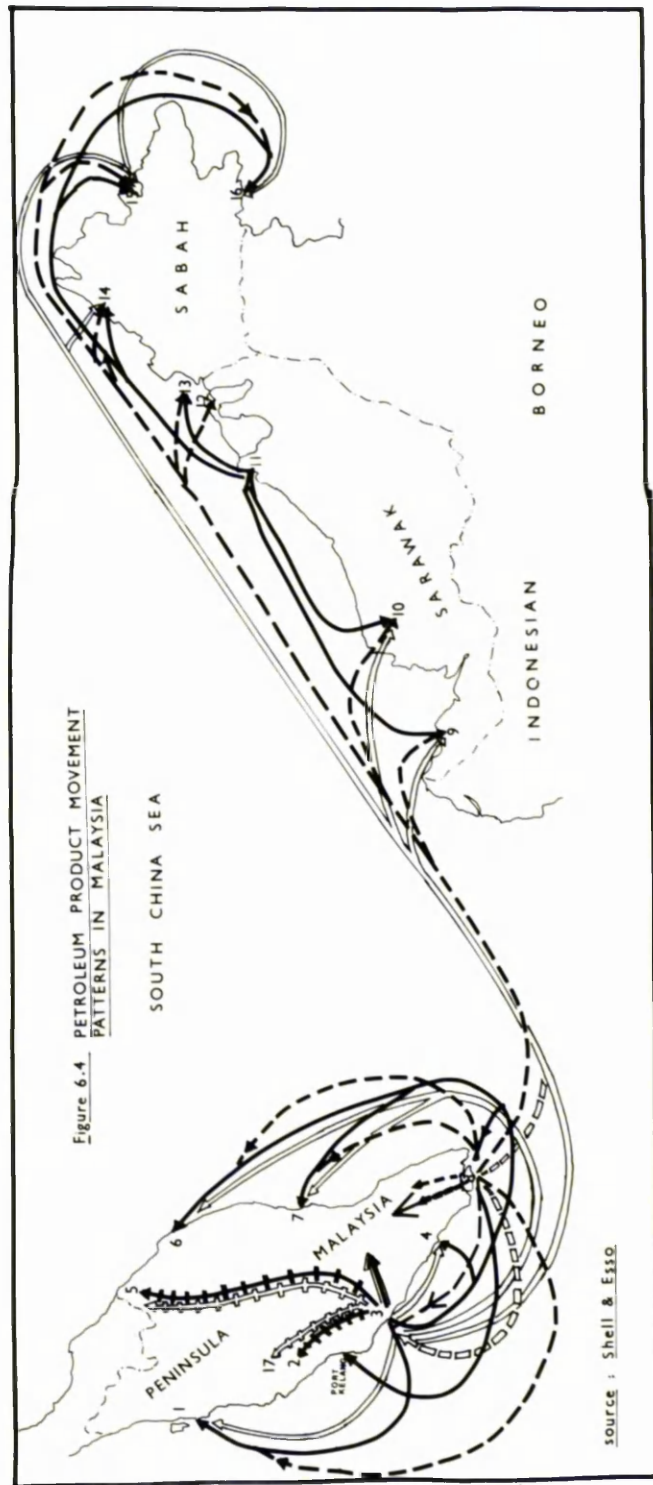 Figure 6.4 PETROLEUM PRODUCT MOVEMENT
PATTERNS IN MALAYSIA
SOUTH CHINA SEA
PENINSULA
MALAYSIA
PORT
KELANG
1
2
3
4
5
6
7
17
SARAWAK
SABAH
INDONESIAN
BORNEO
9
10
11
12
13
14
15
16
source : Shell & Esso